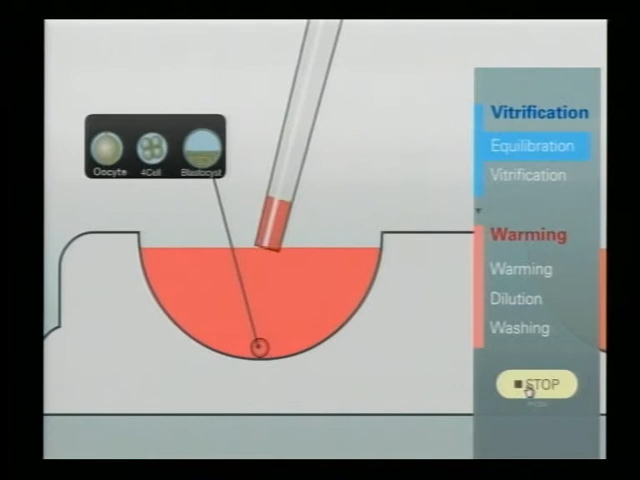 Oocyte 4Cell Blastocyst
Vitrification
Equilibration
Vitrification
Warming
Warming
Dilution
Washing
STOP